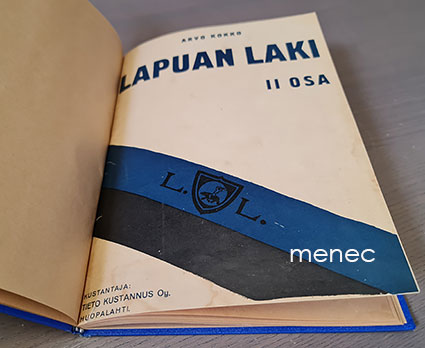 ARVO KOKKO
LAPUAN LAKI
II OSA
L. L.
menec
KUSTANTAJA:
TIETO KUSTANNUS Oy.
HUOPALAHTI.